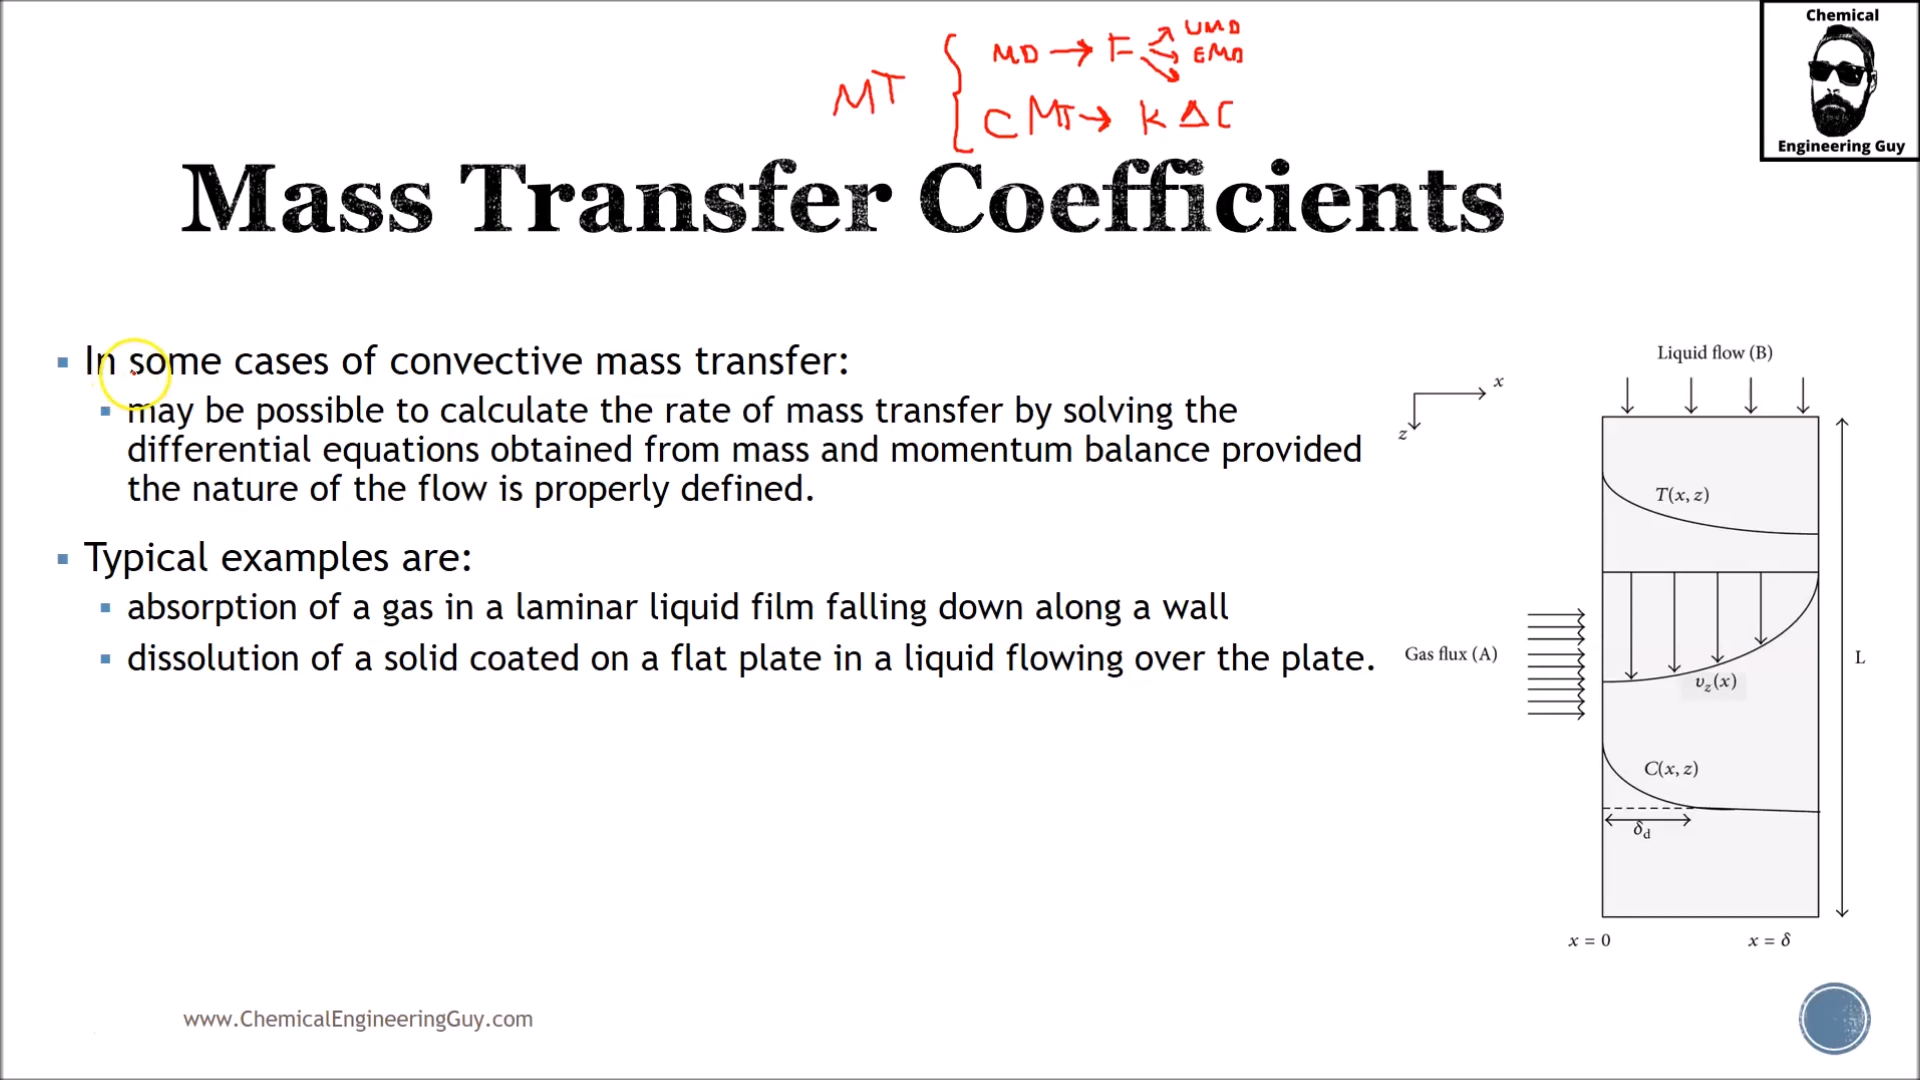 Chemical
Engineering Guy
MT
MD → F
UMD
EMD
CMT → K Δ C
Mass Transfer Coefficients
In some cases of convective mass transfer:
may be possible to calculate the rate of mass transfer by solving the
differential equations obtained from mass and momentum balance provided
the nature of the flow is properly defined.
Typical examples are:
absorption of a gas in a laminar liquid film falling down along a wall
dissolution of a solid coated on a flat plate in a liquid flowing over the plate.
Liquid flow (B)
x
z
T(x, z)
Gas flux (A)
L
υz(x)
C(x, z)
δd
x = 0
x = δ
www.ChemicalEngineeringGuy.com